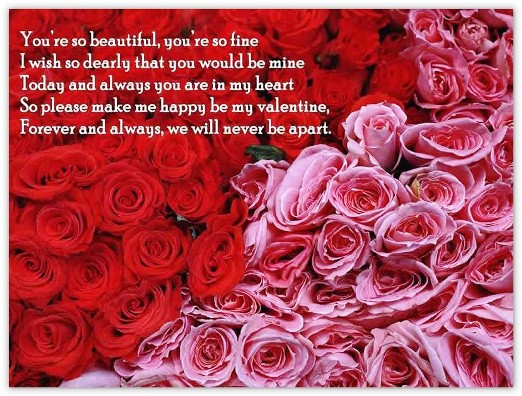 You're so beautiful, you're so fine
I wish so dearly that you would be mine
Today and always you are in my heart
So please make me happy be my valentine,
Forever and always, we will never be apart.